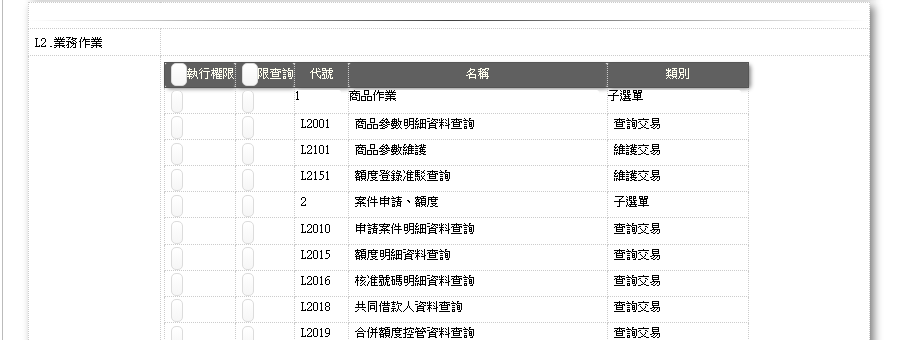 L2.業務作業
執行權限 限查詢 代號 名稱 類別
1 商品作業 子選單
L2001 商品參數明細資料查詢 查詢交易
L2101 商品參數維護 維護交易
L2151 額度登錄准駁查詢 維護交易
2 案件申請、額度 子選單
L2010 申請案件明細資料查詢 查詢交易
L2015 額度明細資料查詢 查詢交易
L2016 核准號碼明細資料查詢 查詢交易
L2018 共同借款人資料查詢 查詢交易
L2019 合併額度控管資料查詢 查詢交易